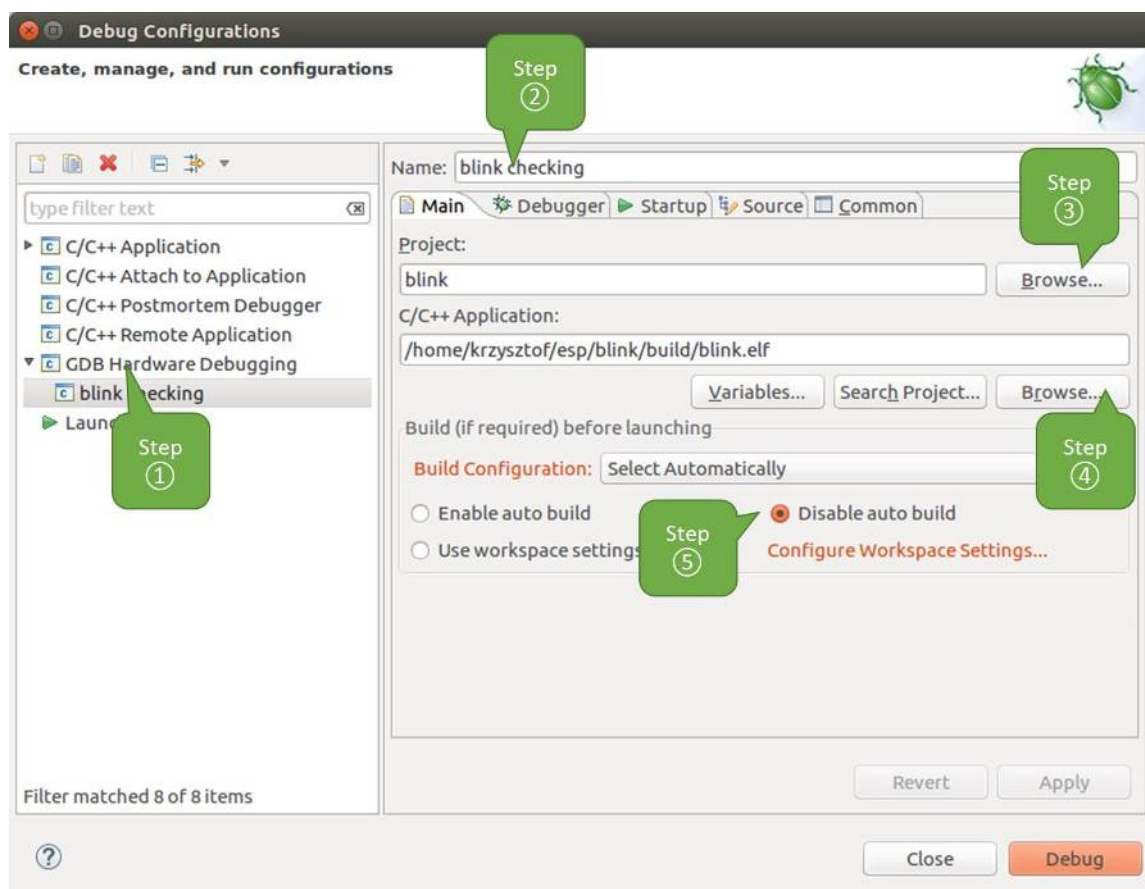 Debug Configurations
Create, manage, and run configurations
Step
②
type filter text
C/C++ Application
C/C++ Attach to Application
C/C++ Postmortem Debugger
C/C++ Remote Application
GDB Hardware Debugging
blink checking
Step
①
Filter matched 8 of 8 items
Name: blink checking
Step
③
Main Debugger Startup Source Common
Project:
blink Browse...
C/C++ Application:
/home/krzysztof/esp/blink/build/blink.elf
Variables... Search Project... Browse...
Step
④
Build (if required) before launching
Build Configuration: Select Automatically
Enable auto build Disable auto build
Step
⑤
Use workspace settings Configure Workspace Settings...
Revert Apply
Close Debug